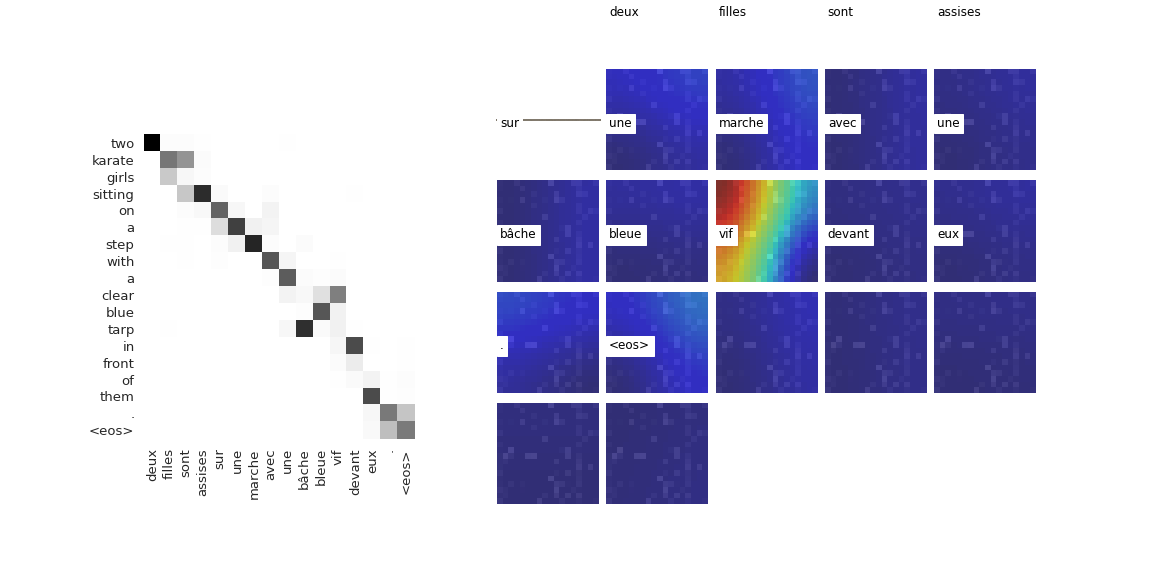 deux filles sont assises
sur une marche avec une
bâche bleue vif devant eux
. <eos>
two
karate
girls
sitting
on
a
step
with
a
clear
blue
tarp
in
front
of
them
.
<eos>
deux filles sont assises sur une marche avec une bâche bleue vif devant eux . <eos>